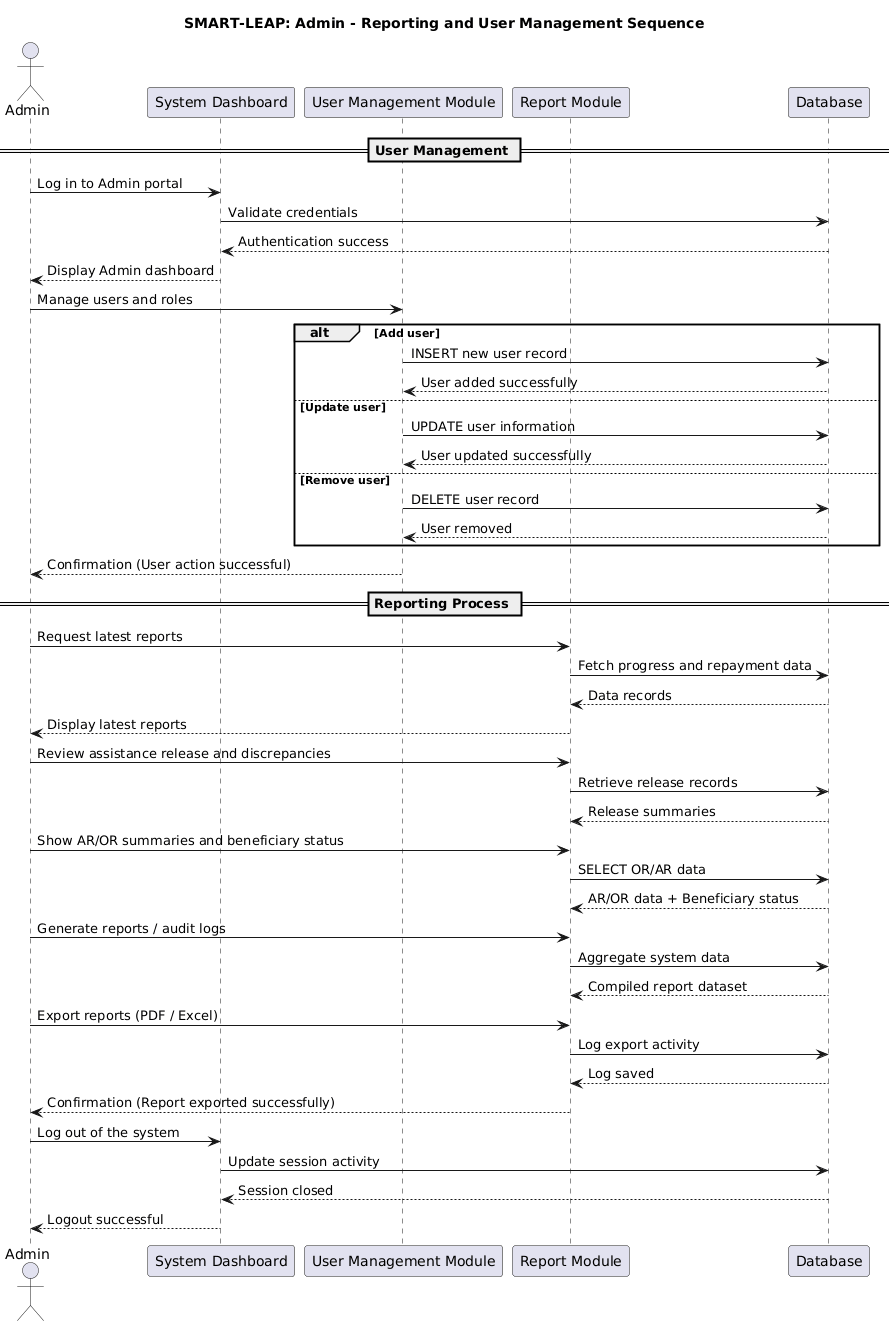 SMART-LEAP: Admin - Reporting and User Management Sequence
Admin
System Dashboard
User Management Module
Report Module
Database
User Management
Log in to Admin portal
Validate credentials
Authentication success
Display Admin dashboard
Manage users and roles
alt
[Add user]
INSERT new user record
User added successfully
[Update user]
UPDATE user information
User updated successfully
[Remove user]
DELETE user record
User removed
Confirmation (User action successful)
Reporting Process
Request latest reports
Fetch progress and repayment data
Data records
Display latest reports
Review assistance release and discrepancies
Retrieve release records
Release summaries
Show AR/OR summaries and beneficiary status
SELECT OR/AR data
AR/OR data + Beneficiary status
Generate reports / audit logs
Aggregate system data
Compiled report dataset
Export reports (PDF / Excel)
Log export activity
Log saved
Confirmation (Report exported successfully)
Log out of the system
Update session activity
Session closed
Logout successful
Admin
System Dashboard
User Management Module
Report Module
Database